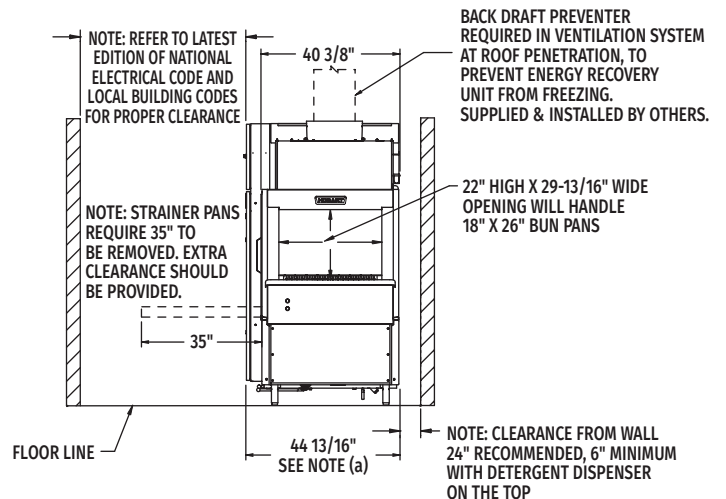 NOTE: REFER TO LATEST
EDITION OF NATIONAL
ELECTRICAL CODE AND
LOCAL BUILDING CODES
FOR PROPER CLEARANCE
40 3/8"
BACK DRAFT PREVENTER
REQUIRED IN VENTILATION SYSTEM
AT ROOF PENETRATION, TO
PREVENT ENERGY RECOVERY
UNIT FROM FREEZING.
SUPPLIED & INSTALLED BY OTHERS.
HOBART
22" HIGH X 29-13/16" WIDE
OPENING WILL HANDLE
18" X 26" BUN PANS
NOTE: STRAINER PANS
REQUIRE 35" TO
BE REMOVED. EXTRA
CLEARANCE SHOULD
BE PROVIDED.
35"
FLOOR LINE
44 13/16"
SEE NOTE (a)
NOTE: CLEARANCE FROM WALL
24" RECOMMENDED, 6" MINIMUM
WITH DETERGENT DISPENSER
ON THE TOP